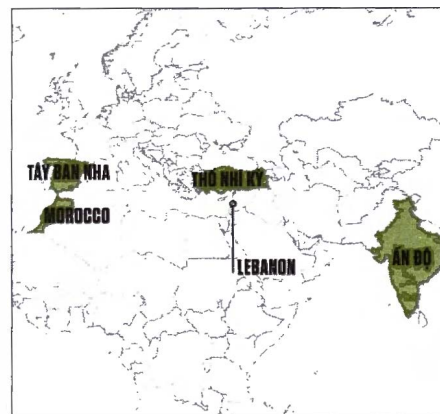 TÂY BAN NHA
THỔ NHĨ KỲ
MOROCCO
LEBANON
ẤN ĐỘ